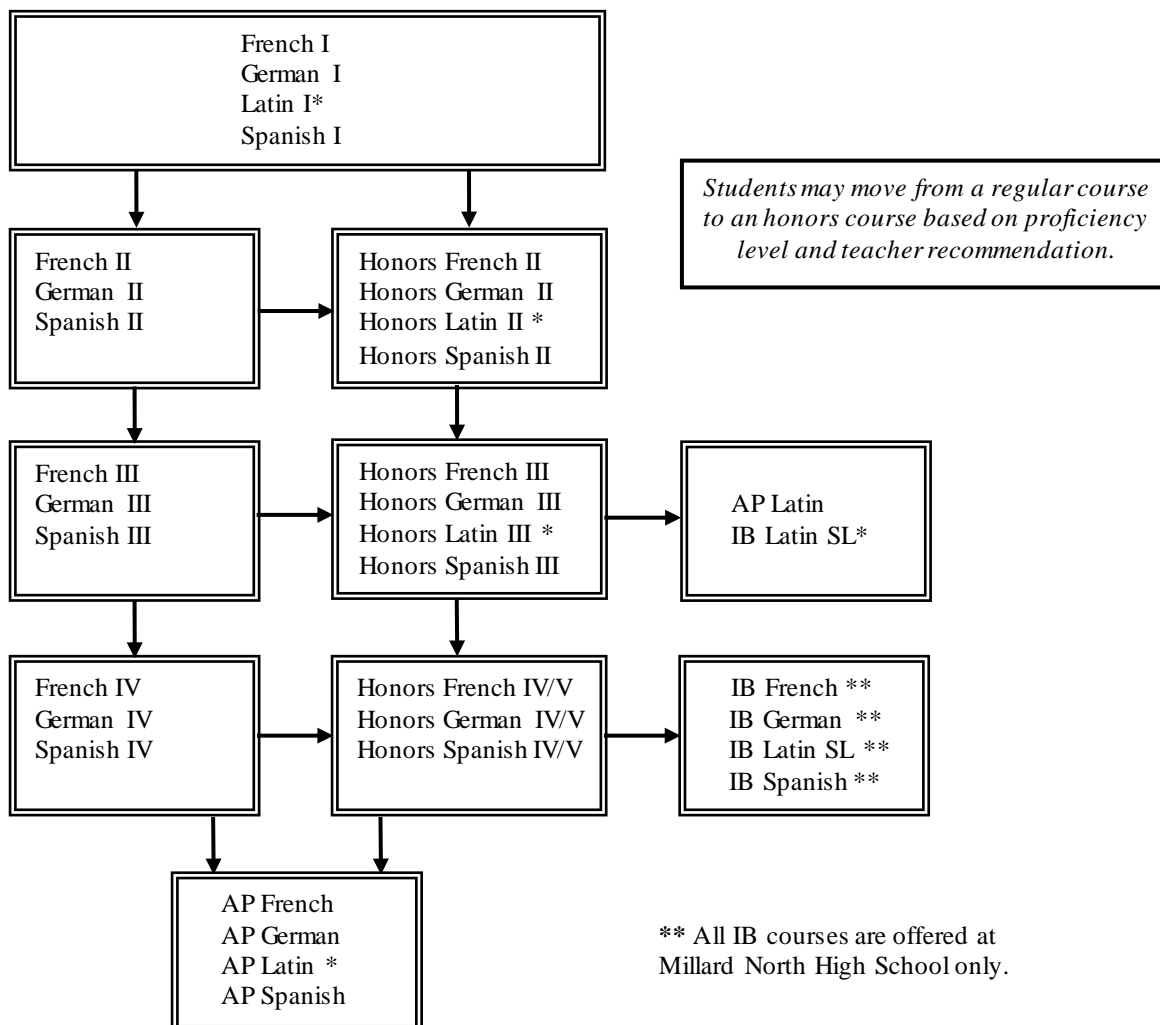 French I
German I
Latin I*
Spanish I
Students may move from a regular course
to an honors course based on proficiency
level and teacher recommendation.
French II
German II
Spanish II
Honors French II
Honors German II
Honors Latin II *
Honors Spanish II
French III
German III
Spanish III
Honors French III
Honors German III
Honors Latin III *
Honors Spanish III
AP Latin
IB Latin SL*
French IV
German IV
Spanish IV
Honors French IV/V
Honors German IV/V
Honors Spanish IV/V
IB French **
IB German **
IB Latin SL **
IB Spanish **
AP French
AP German
AP Latin *
AP Spanish
** All IB courses are offered at
Millard North High School only.